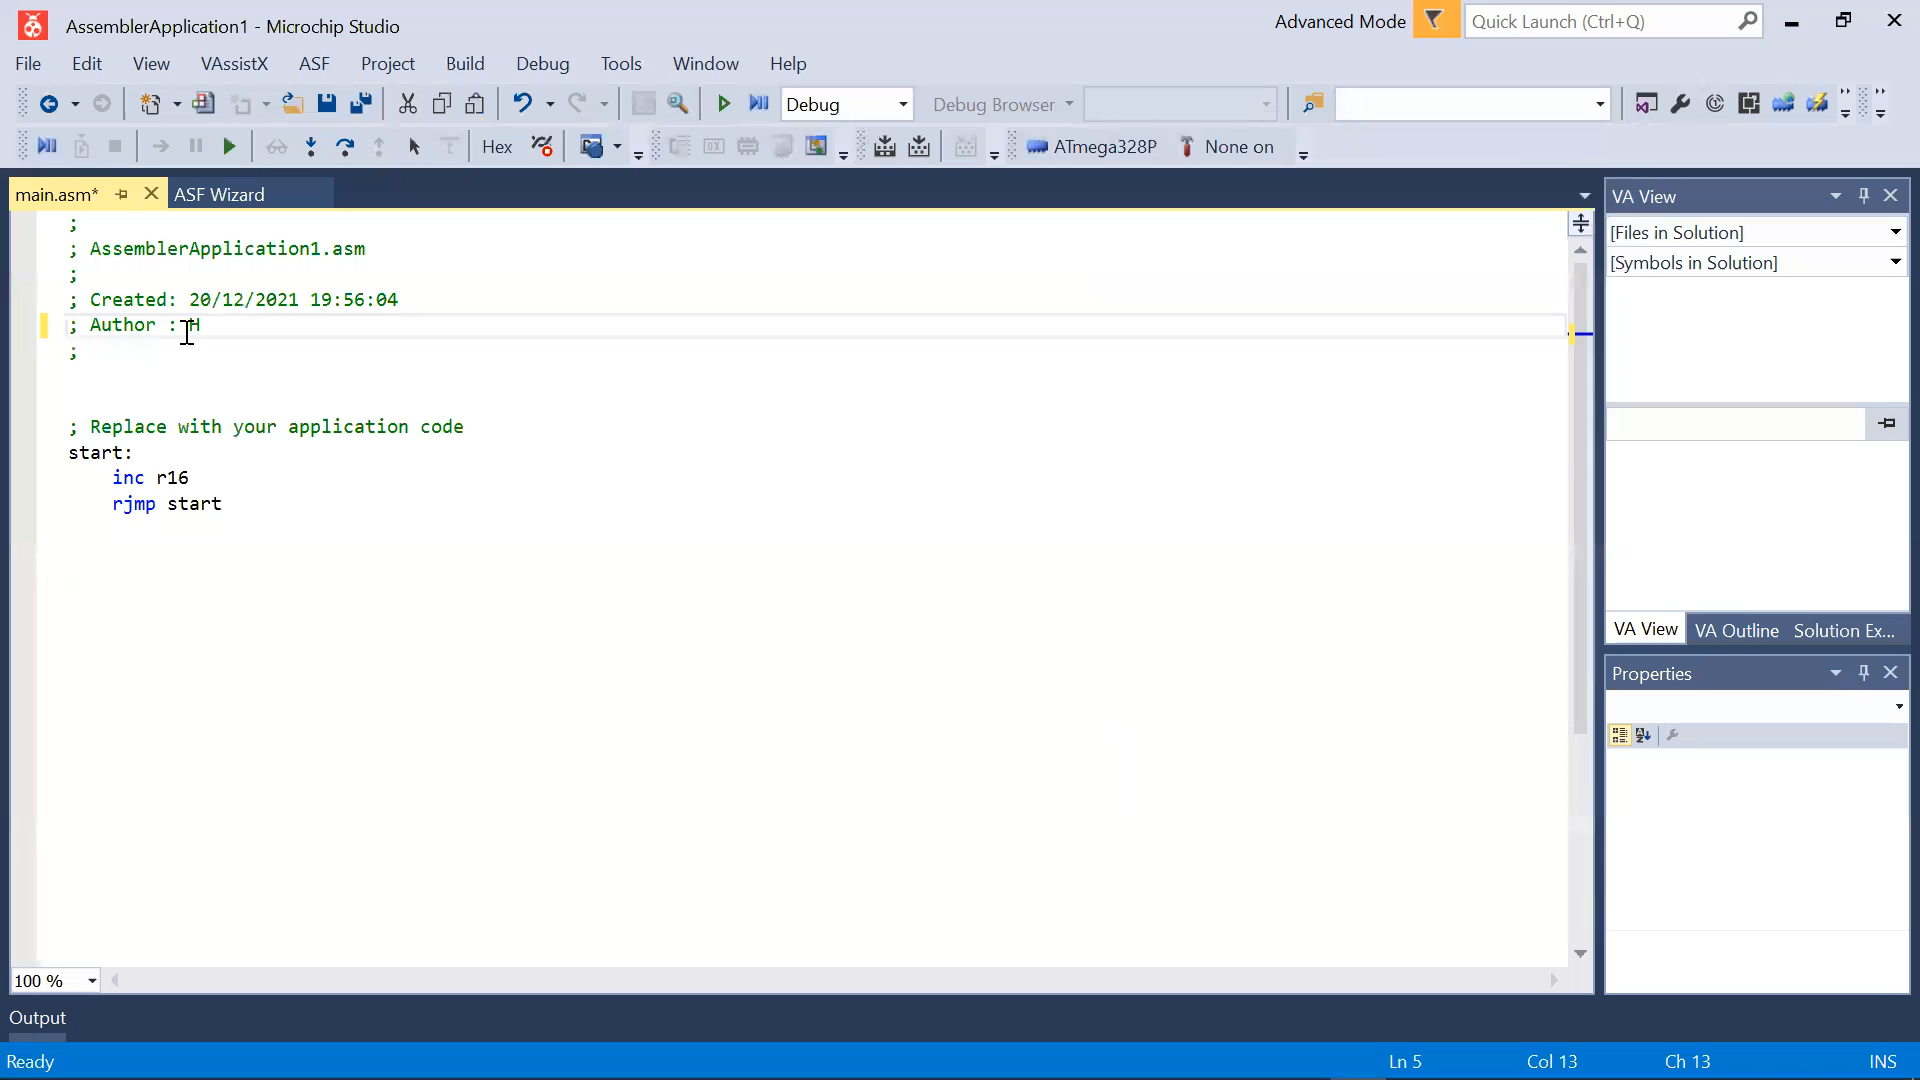 AssemblerApplication1 - Microchip Studio
Advanced Mode
Quick Launch (Ctrl+Q)
File Edit View VAssistX ASF Project Build Debug Tools Window Help
Debug
Debug Browser
Hex
ATmega328P
None on
main.asm*
ASF Wizard
;
; AssemblerApplication1.asm
;
; Created: 20/12/2021 19:56:04
; Author : H
;
; Replace with your application code
start:
inc r16
rjmp start
100 %
VA View
[Files in Solution]
[Symbols in Solution]
VA View
VA Outline
Solution Ex...
Properties
Output
Ready
Ln 5
Col 13
Ch 13
INS